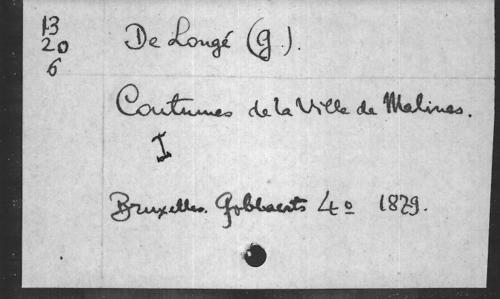 13
20
6
De Longé (G.).
Coutumes de la Ville de Malines.
I
Bruxelles. Gobbaerts 4º 1879.